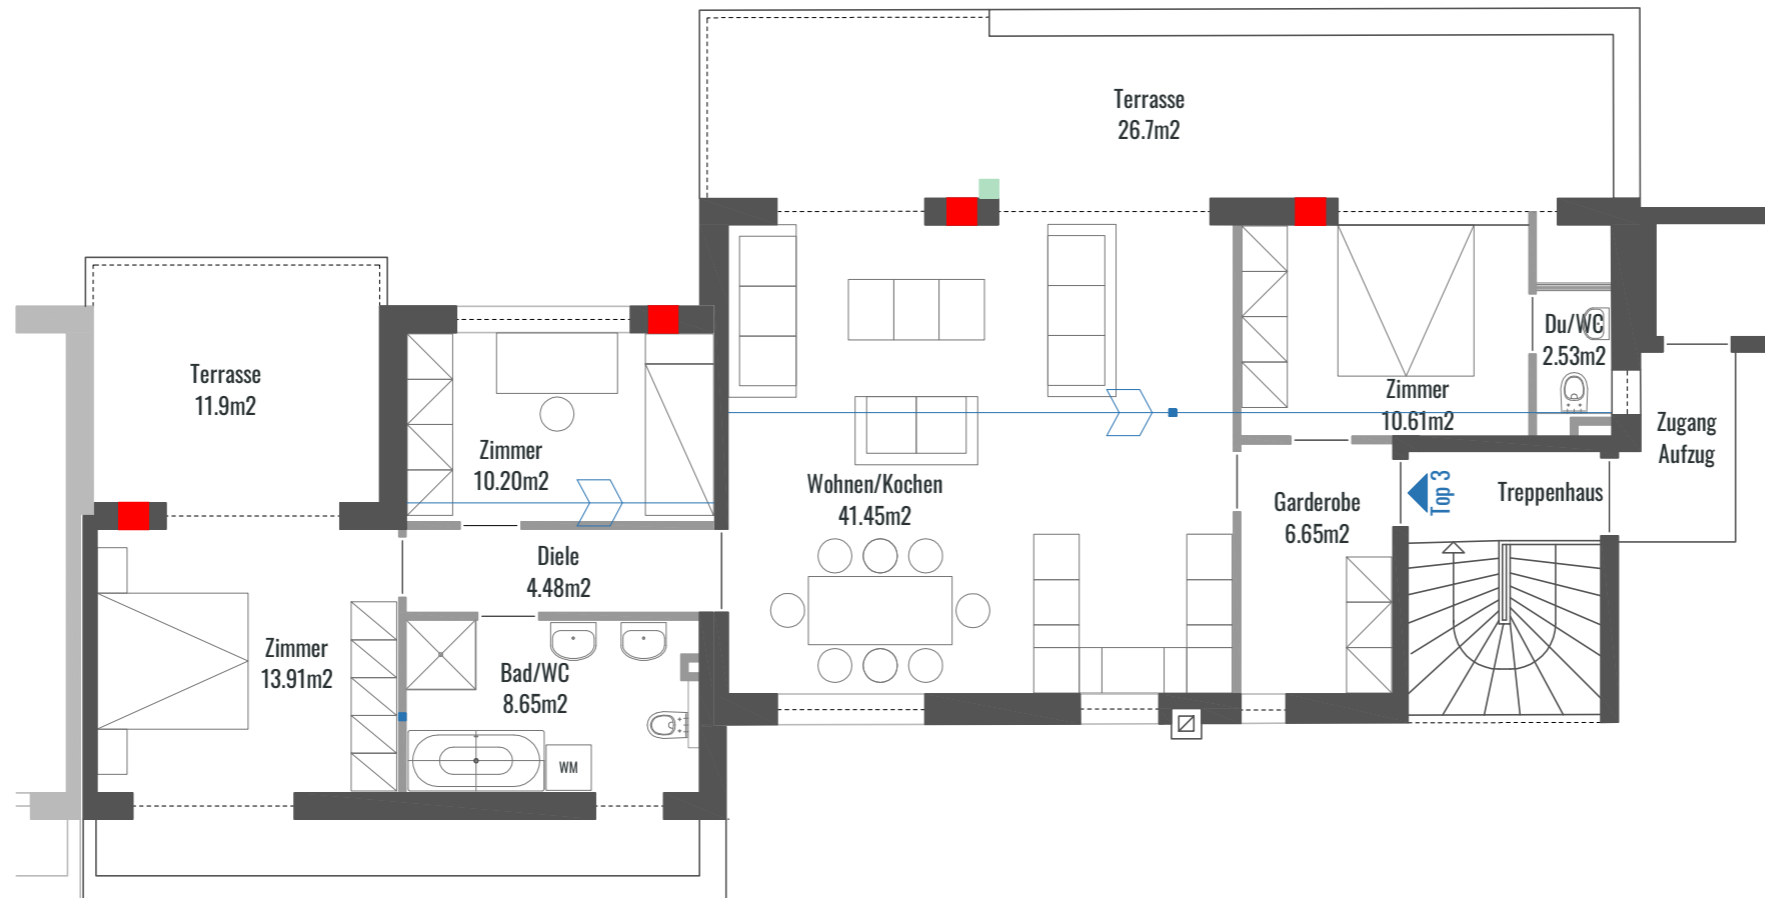 Terrasse
26.7m2
Terrasse
11.9m2
Zimmer
10.20m2
Wohnen/Kochen
41.45m2
Zimmer
10.61m2
Du/WC
2.53m2
Zugang
Aufzug
Garderobe
6.65m2
Top 3
Treppenhaus
Diele
4.48m2
Zimmer
13.91m2
Bad/WC
8.65m2
WM